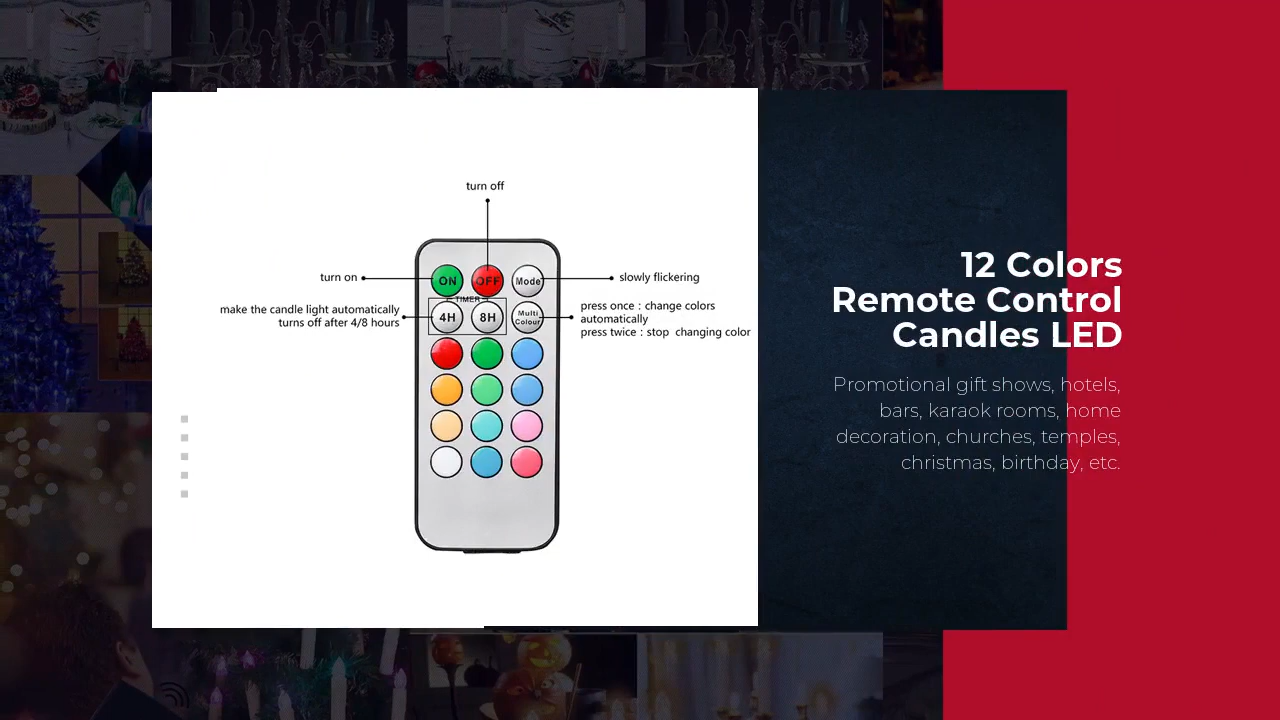 turn off
turn on
slowly flickering
make the candle light automatically
turns off after 4/8 hours
press once : change colors
automatically
press twice : stop changing color
ON
OFF
Mode
TIMER
4H
8H
Multi
Colour
12 Colors
Remote Control
Candles LED
Promotional gift shows, hotels,
bars, karaok rooms, home
decoration, churches, temples,
christmas, birthday, etc.